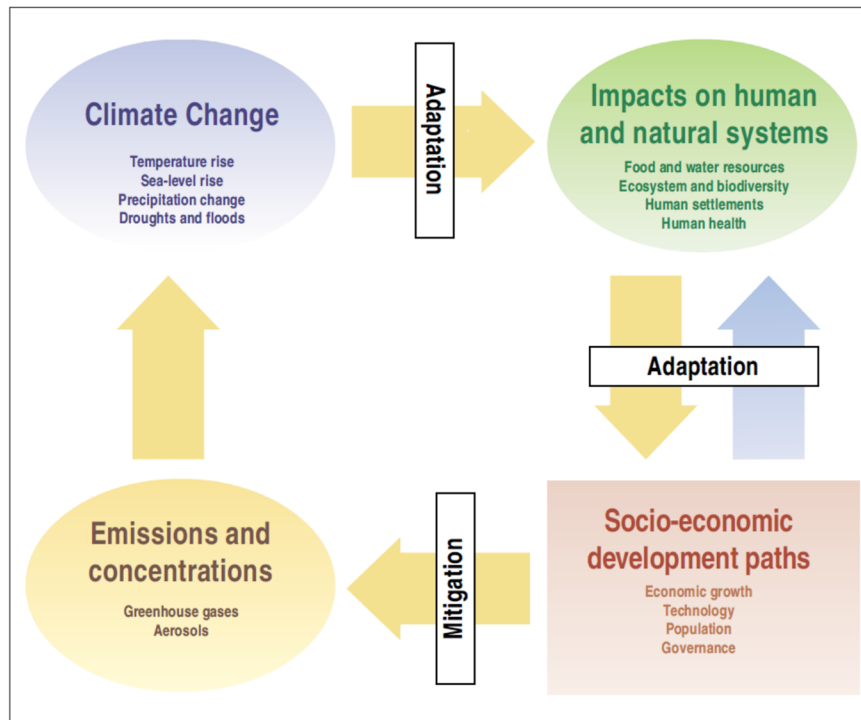 Climate Change
Temperature rise
Sea-level rise
Precipitation change
Droughts and floods
Adaptation
Impacts on human
and natural systems
Food and water resources
Ecosystem and biodiversity
Human settlements
Human health
Adaptation
Emissions and
concentrations
Greenhouse gases
Aerosols
Mitigation
Socio-economic
development paths
Economic growth
Technology
Population
Governance